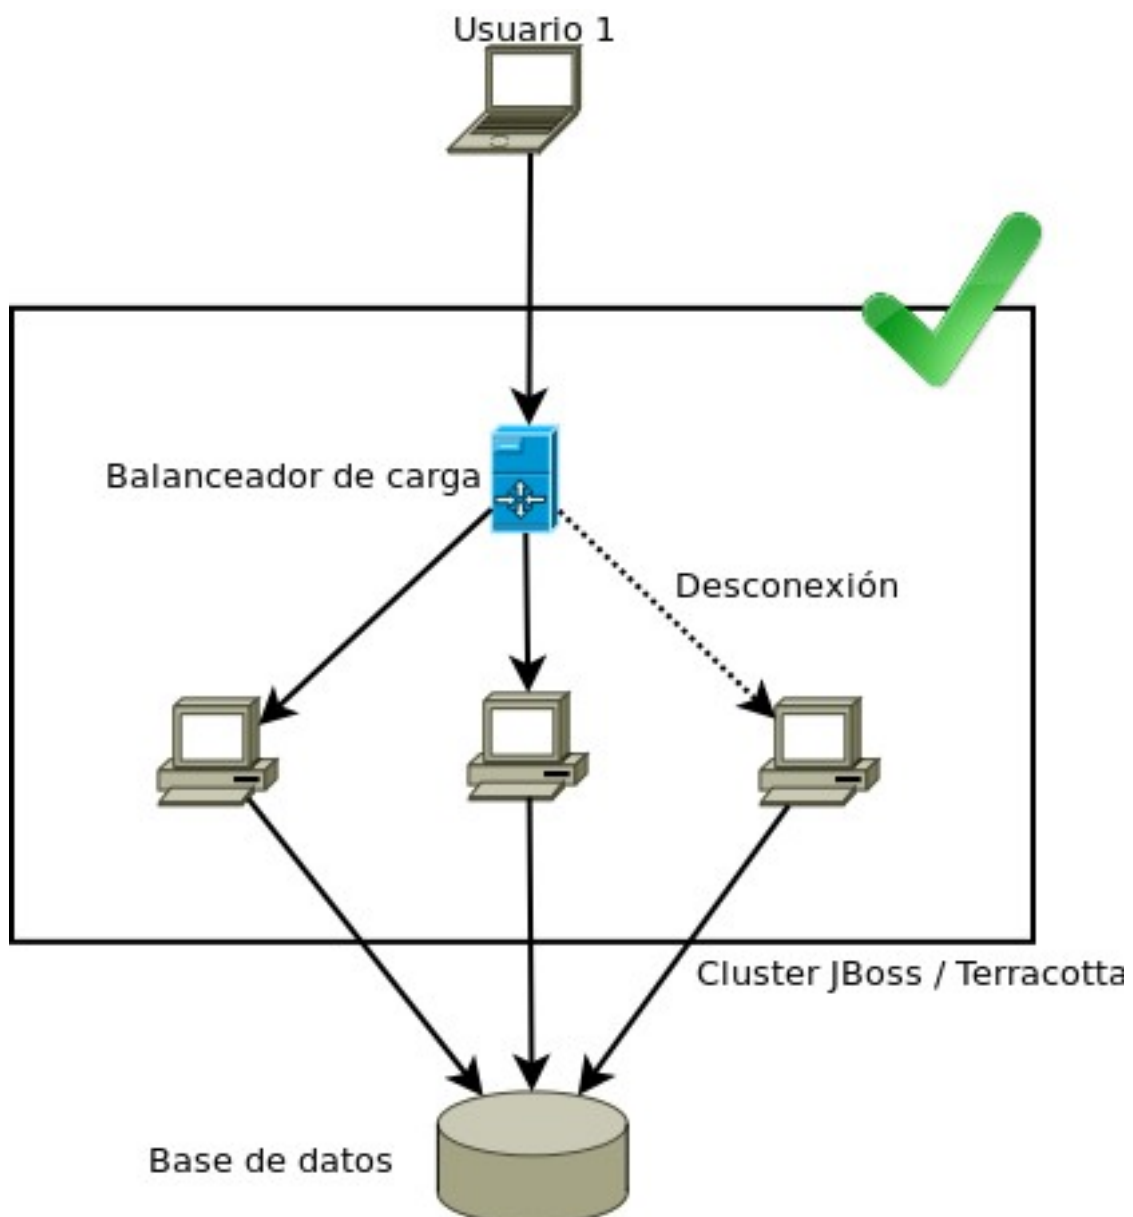 Usuario 1
Balanceador de carga
Desconexión
Cluster JBoss / Terracotta
Base de datos